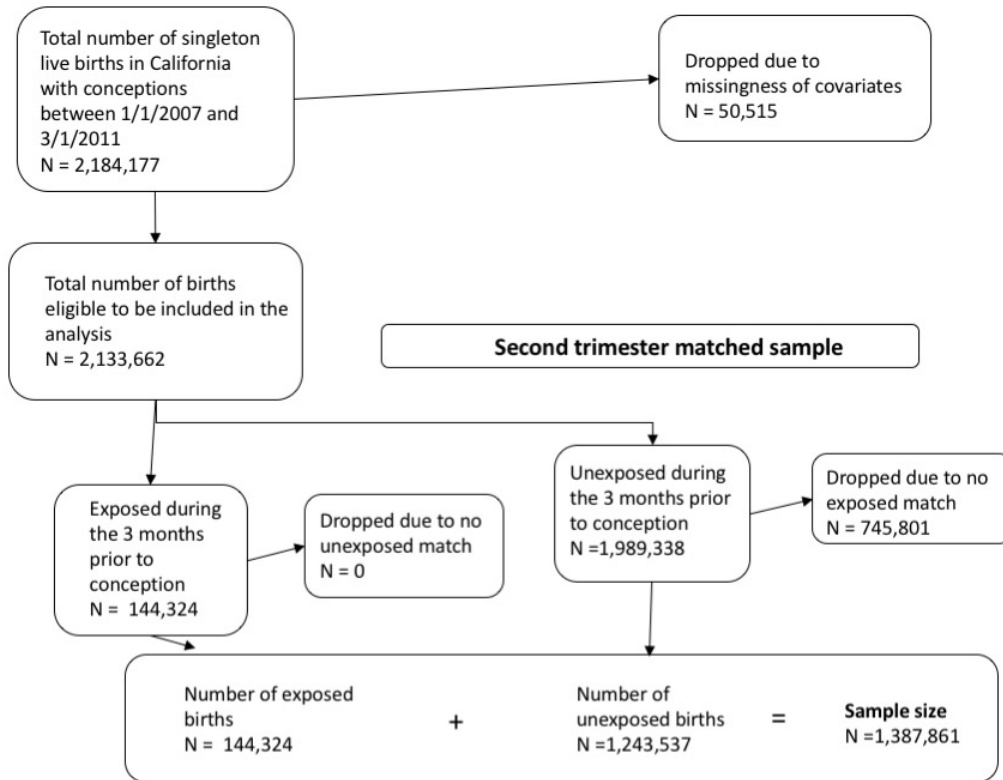 Total number of singleton
live births in California
with conceptions
between 1/1/2007 and
3/1/2011
N = 2,184,177
Dropped due to
missingness of covariates
N = 50,515
Total number of births
eligible to be included in the
analysis
N = 2,133,662
Second trimester matched sample
Exposed during
the 3 months
prior to
conception
N = 144,324
Dropped due to no
unexposed match
N = 0
Unexposed during
the 3 months prior
to conception
N =1,989,338
Dropped due to no
exposed match
N = 745,801
Number of exposed
births
N = 144,324
+
Number of
unexposed births
N =1,243,537
=
Sample size
N =1,387,861